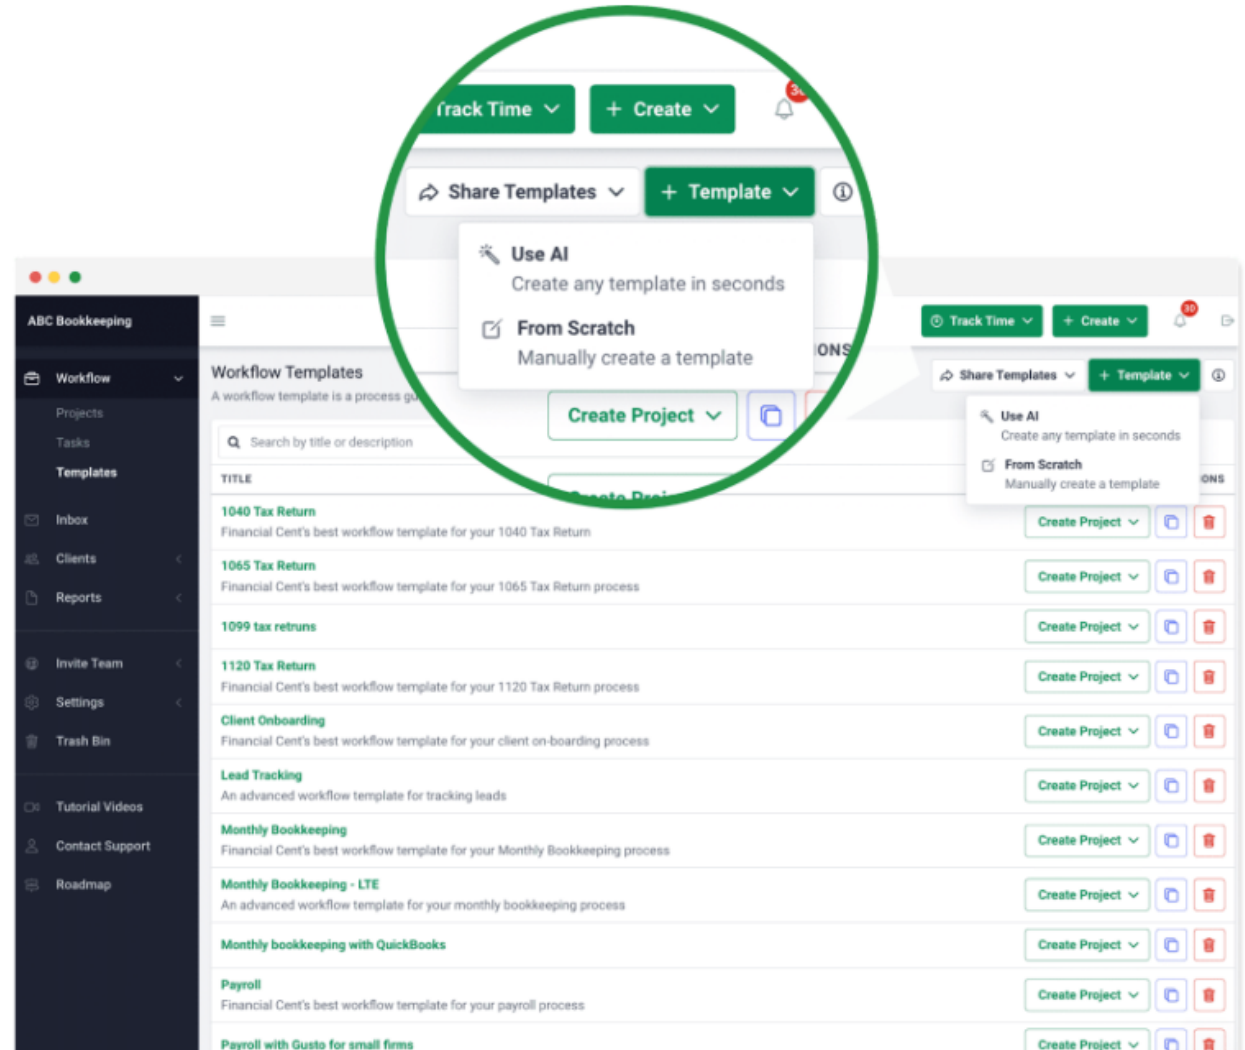 Track Time
+ Create
30
Share Templates
+ Template
Use AI
Create any template in seconds
From Scratch
Manually create a template
IONS
Create Project
Create Proje
ABC Bookkeeping
Track Time
+ Create
30
Workflow
Projects
Tasks
Templates
Inbox
Clients
Reports
Invite Team
Settings
Trash Bin
Tutorial Videos
Contact Support
Roadmap
Workflow Templates
A workflow template is a process gu
Share Templates
+ Template
Use AI
Create any template in seconds
From Scratch
Manually create a template
Search by title or description
TITLE
IONS
1040 Tax Return
Financial Cent's best workflow template for your 1040 Tax Return
Create Project
1065 Tax Return
Financial Cent's best workflow template for your 1065 Tax Return process
Create Project
1099 tax retruns
Create Project
1120 Tax Return
Financial Cent's best workflow template for your 1120 Tax Return process
Create Project
Client Onboarding
Financial Cent's best workflow template for your client on-boarding process
Create Project
Lead Tracking
An advanced workflow template for tracking leads
Create Project
Monthly Bookkeeping
Financial Cent's best workflow template for your Monthly Bookkeeping process
Create Project
Monthly Bookkeeping - LTE
An advanced workflow template for your monthly bookkeeping process
Create Project
Monthly bookkeeping with QuickBooks
Create Project
Payroll
Financial Cent's best workflow template for your payroll process
Create Project
Payroll with Gusto for small firms
Create Project